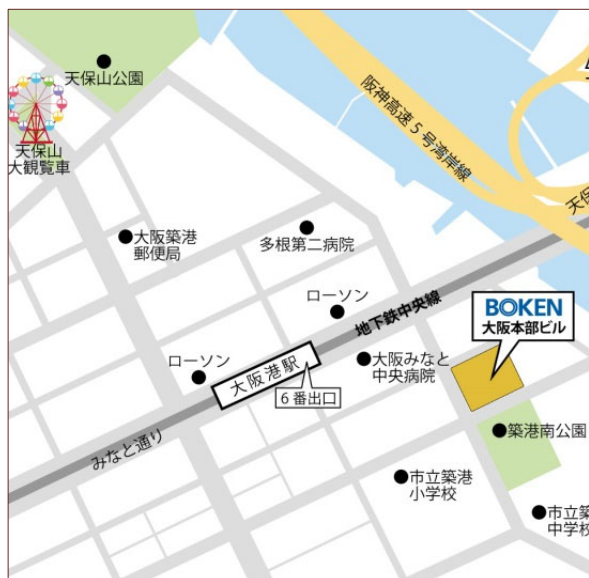 天保山公園
天保山
大観覧車
阪神高速5号湾岸線
大阪築港
郵便局
多根第二病院
ローソン
地下鉄中央線
BOKEN
大阪本部ビル
ローソン
大阪港駅
6番出口
大阪みなと
中央病院
みなと通り
築港南公園
市立築港
小学校
市立築
中学校
天保